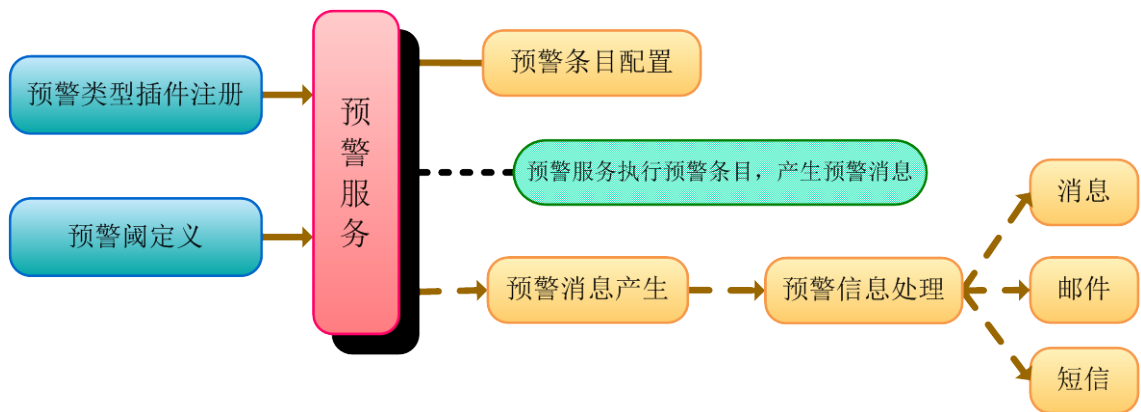 预警类型插件注册
预警阈定义
预警服务
预警条目配置
预警服务执行预警条目，产生预警消息
预警消息产生
预警信息处理
消息
邮件
短信